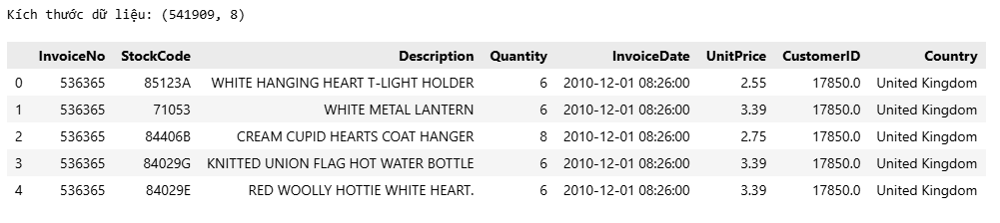 Kích thước dữ liệu: (541909, 8)
InvoiceNo StockCode Description Quantity InvoiceDate UnitPrice CustomerID Country
0 536365 85123A WHITE HANGING HEART T-LIGHT HOLDER 6 2010-12-01 08:26:00 2.55 17850.0 United Kingdom
1 536365 71053 WHITE METAL LANTERN 6 2010-12-01 08:26:00 3.39 17850.0 United Kingdom
2 536365 84406B CREAM CUPID HEARTS COAT HANGER 8 2010-12-01 08:26:00 2.75 17850.0 United Kingdom
3 536365 84029G KNITTED UNION FLAG HOT WATER BOTTLE 6 2010-12-01 08:26:00 3.39 17850.0 United Kingdom
4 536365 84029E RED WOOLLY HOTTIE WHITE HEART. 6 2010-12-01 08:26:00 3.39 17850.0 United Kingdom